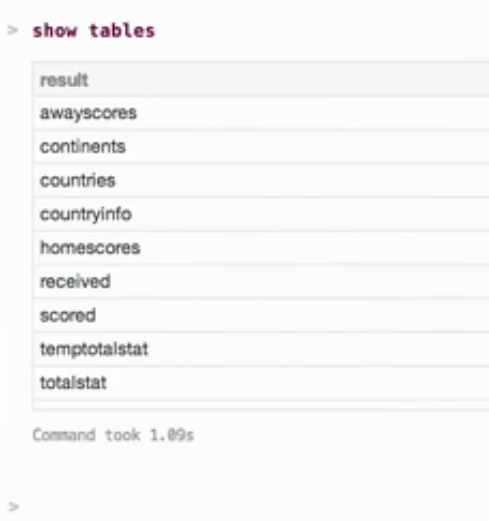 > show tables
result
awayscores
continents
countries
countryinfo
homescores
received
scored
temptotalstat
totalstat
Command took 1.09s
>